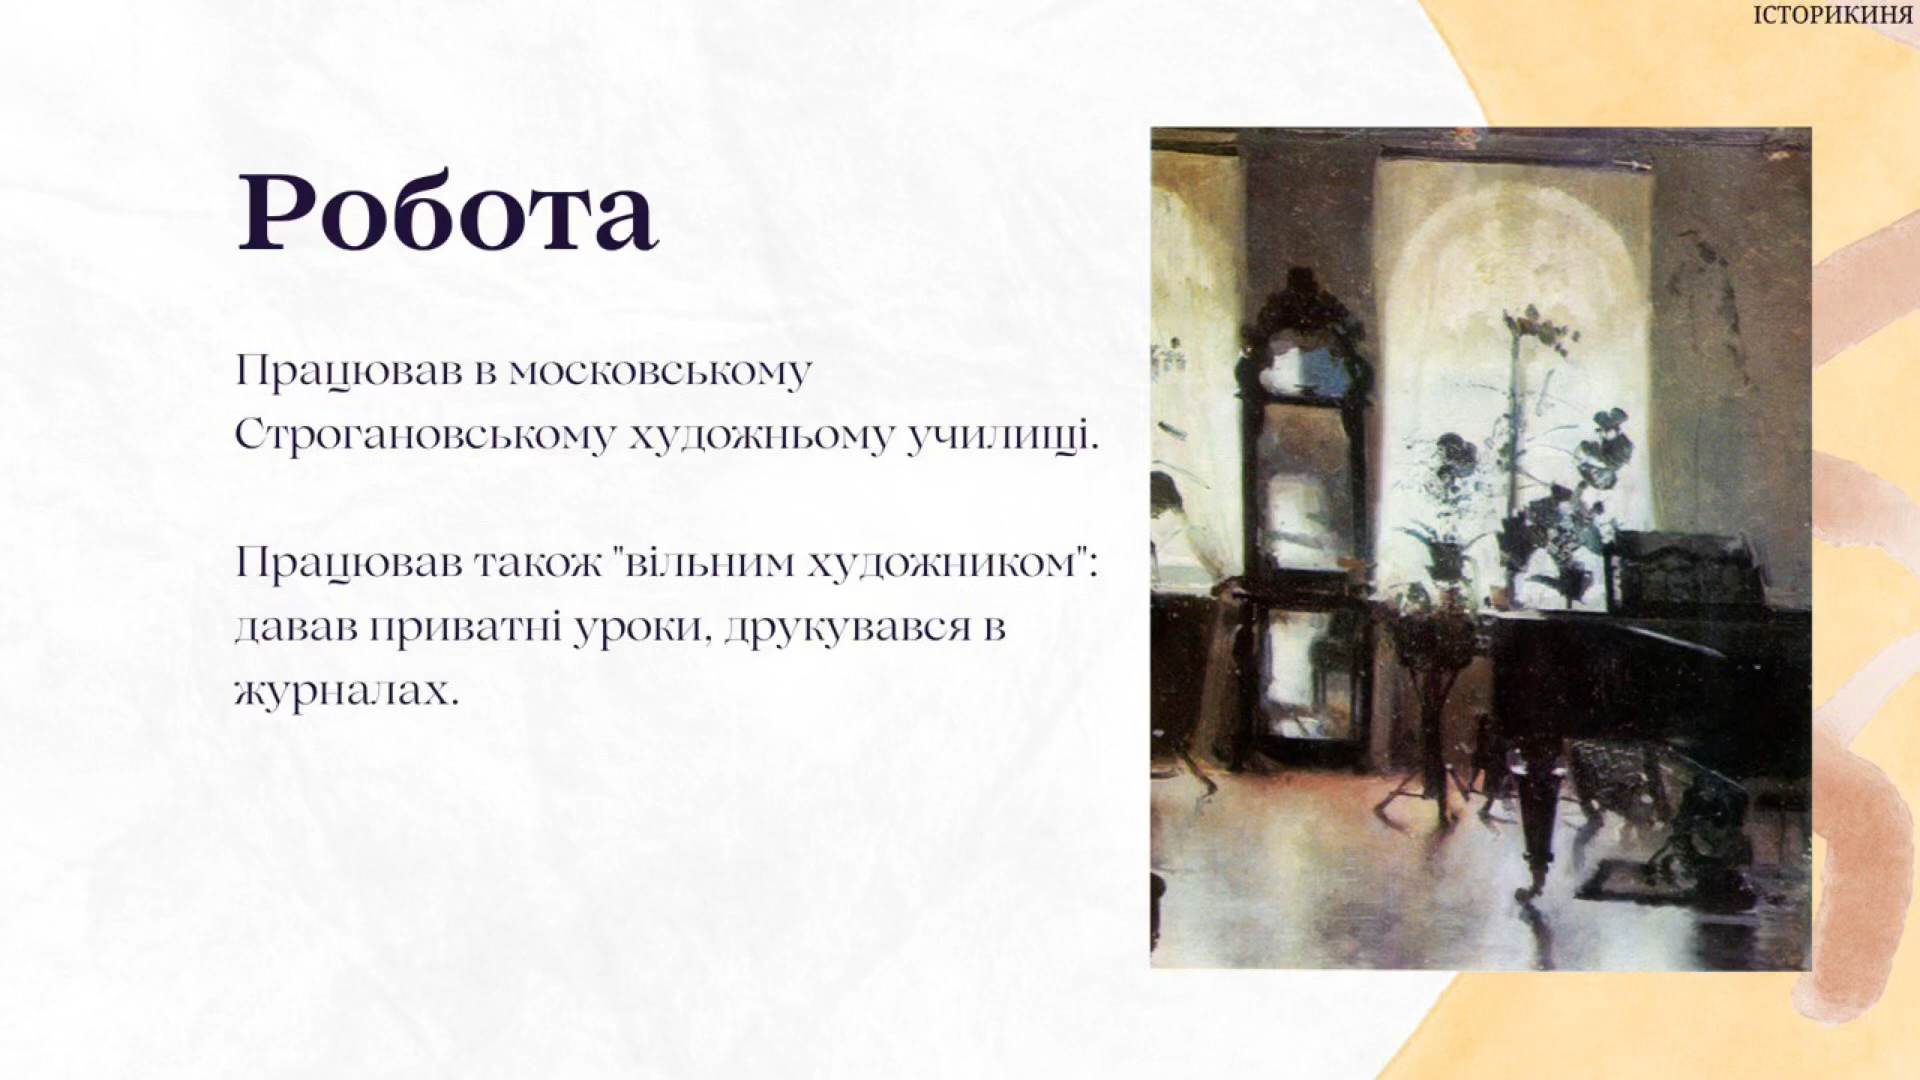 ІСТОРИКИНЯ
Робота
Працював в московському
Строгановському художньому училищі.
Працював також "вільним художником":
давав приватні уроки, друкувався в
журналах.